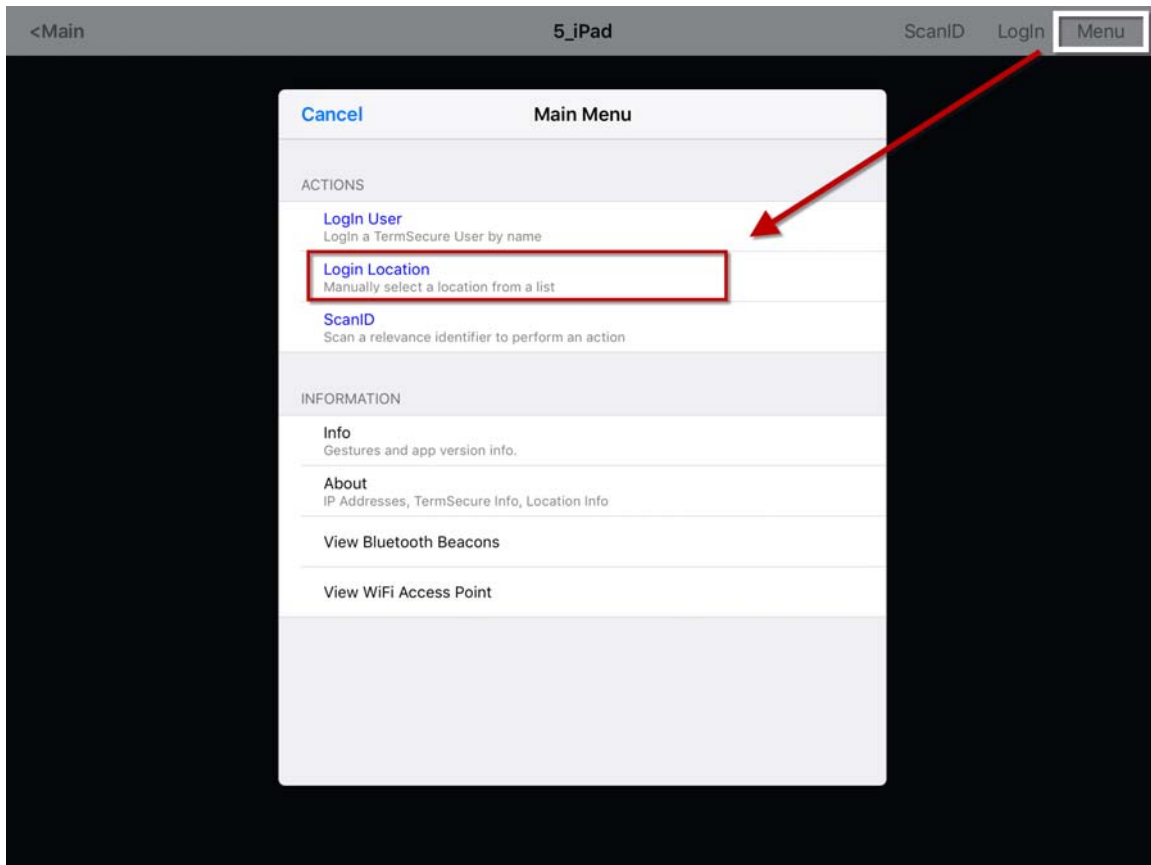 <Main 5_iPad ScanID LogIn Menu
Cancel Main Menu
ACTIONS
LogIn User
LogIn a TermSecure User by name
Login Location
Manually select a location from a list
ScanID
Scan a relevance identifier to perform an action
INFORMATION
Info
Gestures and app version info.
About
IP Addresses, TermSecure Info, Location Info
View Bluetooth Beacons
View WiFi Access Point